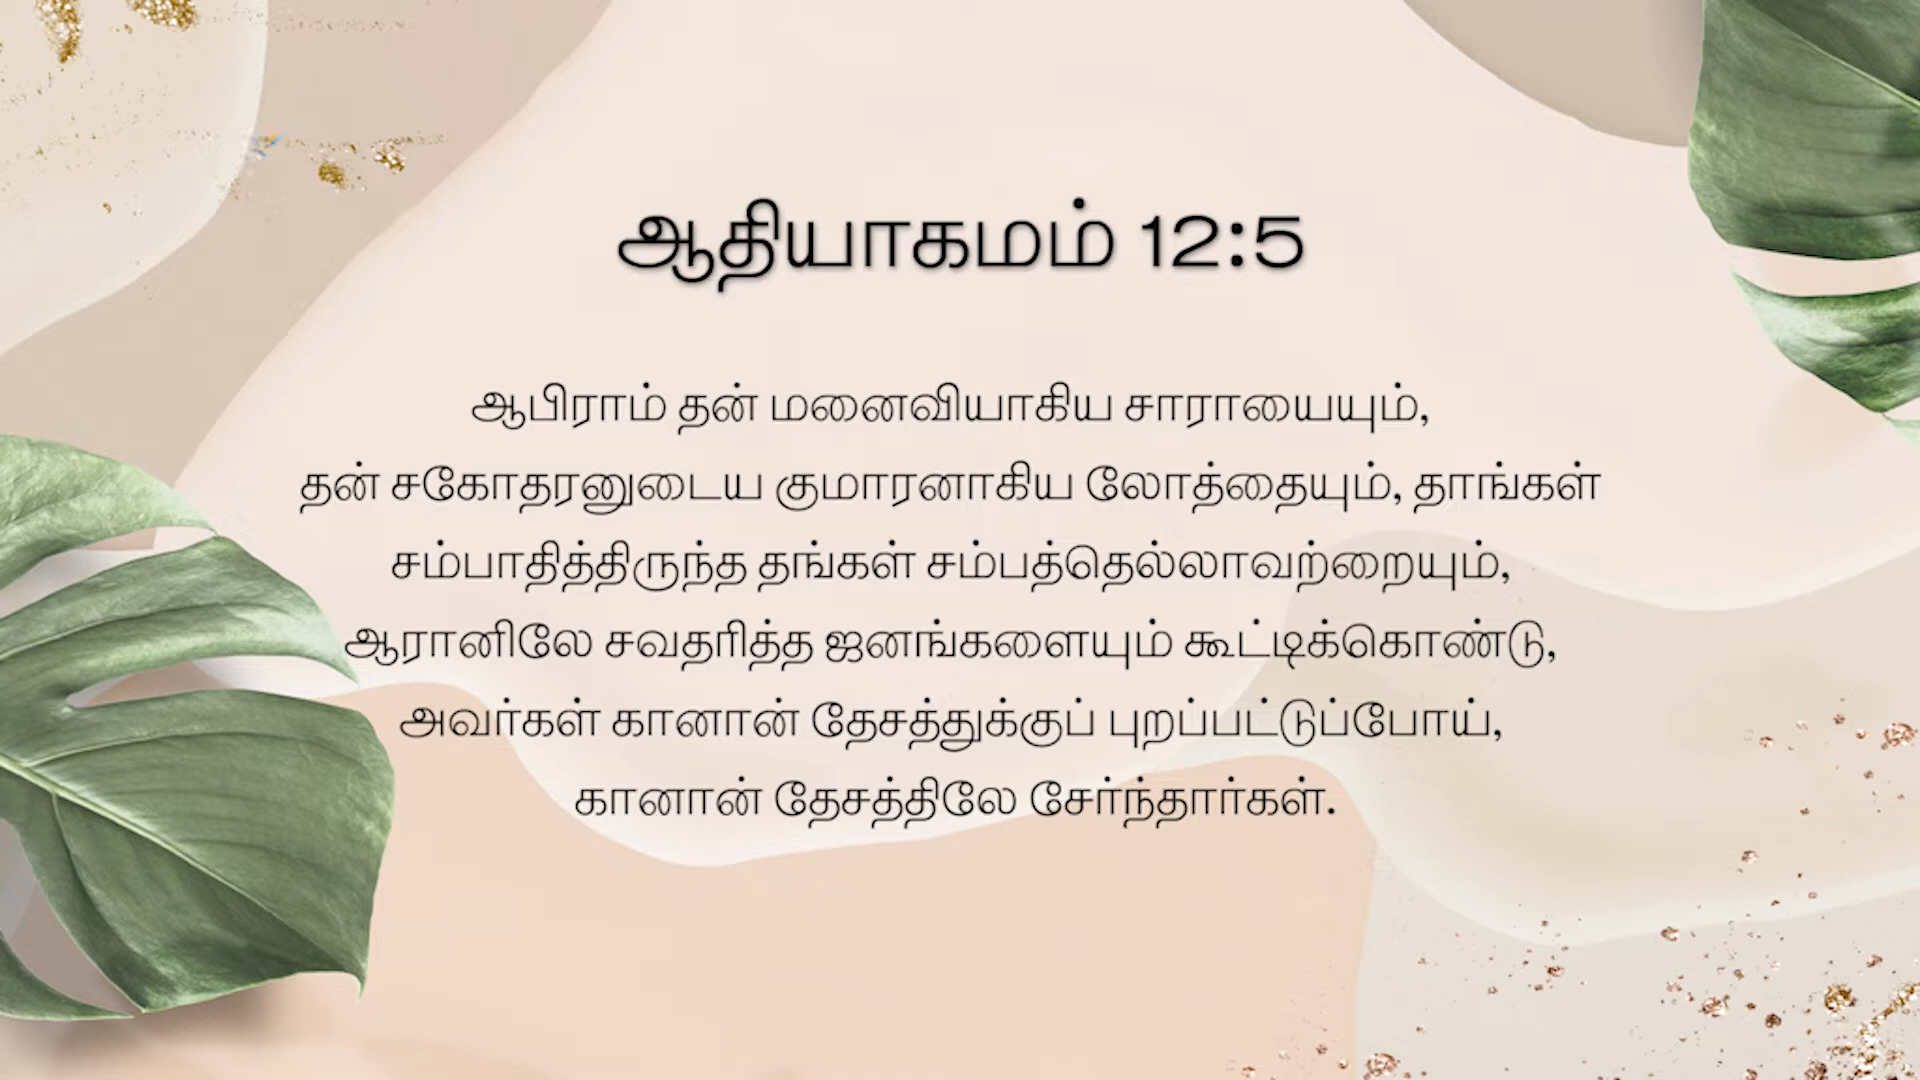 ஆதியாகமம் 12:5
ஆபிராம் தன் மனைவியாகிய சாராயையும்,
தன் சகோதரனுடைய குமாரனாகிய லோத்தையும், தாங்கள்
சம்பாதித்திருந்த தங்கள் சம்பத்தெல்லாவற்றையும்,
ஆரானிலே சவதரித்த ஜனங்களையும் கூட்டிக்கொண்டு,
அவர்கள் கானான் தேசத்துக்குப் புறப்பட்டுப்போய்,
கானான் தேசத்திலே சேர்ந்தார்கள்.